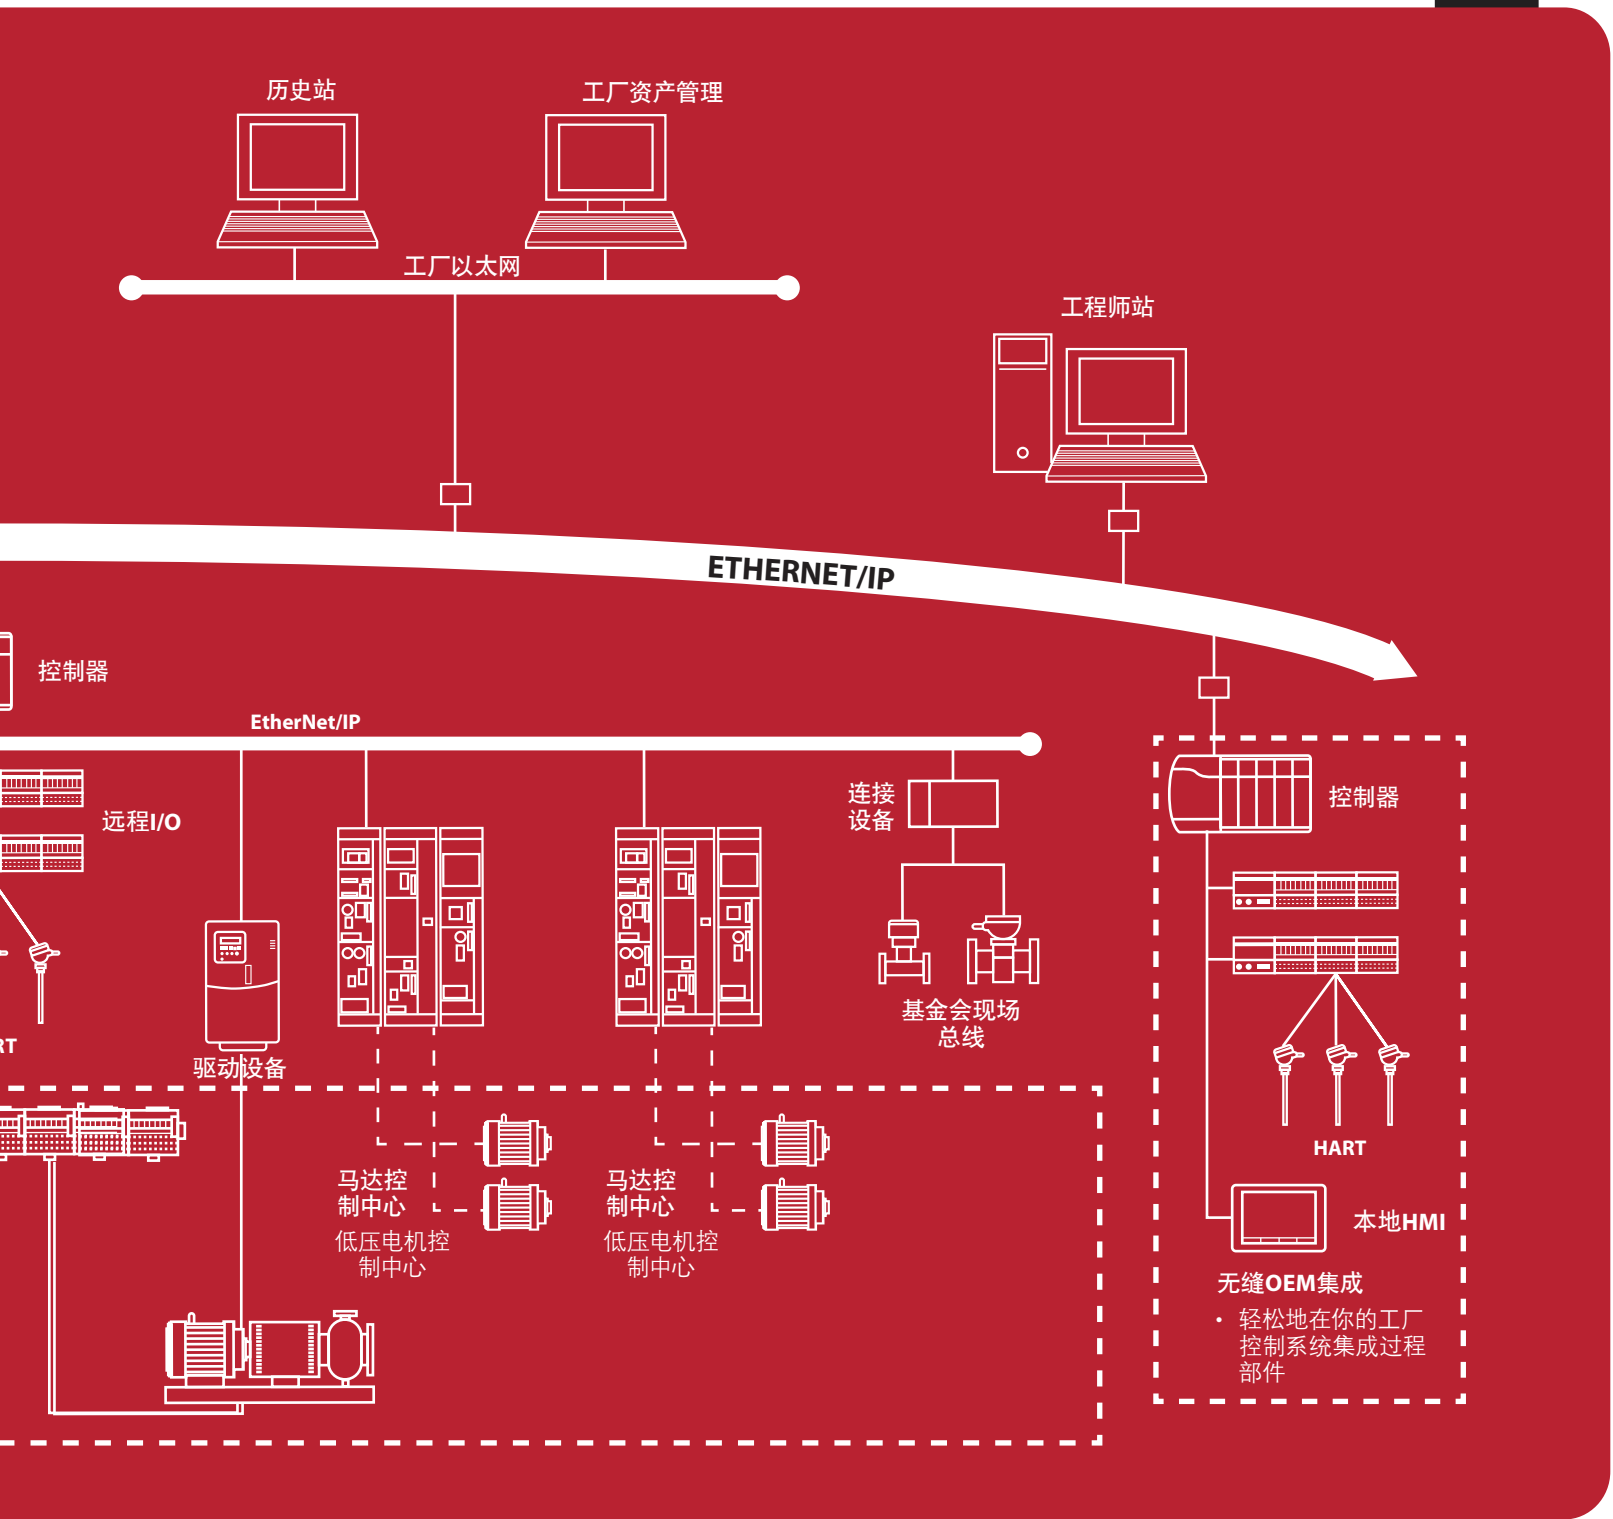 历史站
工厂资产管理
工厂以太网
工程师站
ETHERNET/IP
控制器
EtherNet/IP
远程I/O
连接
设备
控制器
基金会现场
总线
RT
驱动设备
HART
马达控
制中心
低压电机控
制中心
马达控
制中心
低压电机控
制中心
本地HMI
无缝OEM集成
• 轻松地在你的工厂
控制系统集成过程
部件